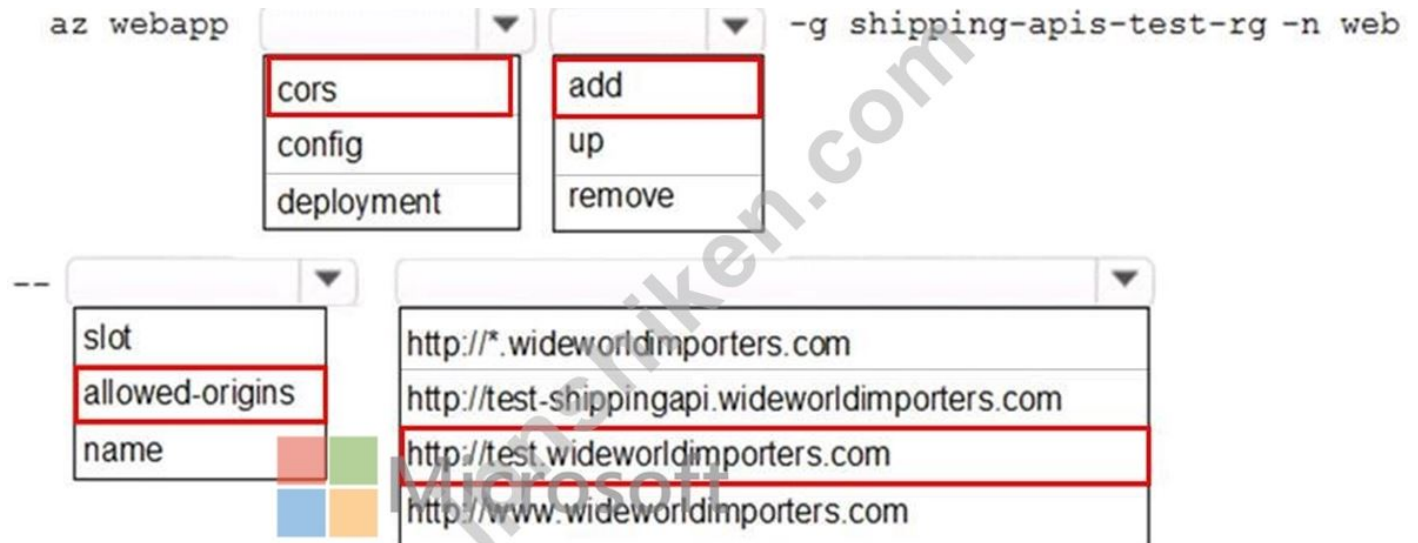 az webapp -g shipping-apis-test-rg -n web
cors add
config up
deployment remove
--
slot http://*.wideworldimporters.com
allowed-origins http://test-shippingapi.wideworldimporters.com
name http://test.wideworldimporters.com
http://www.wideworldimporters.com
Microsoft